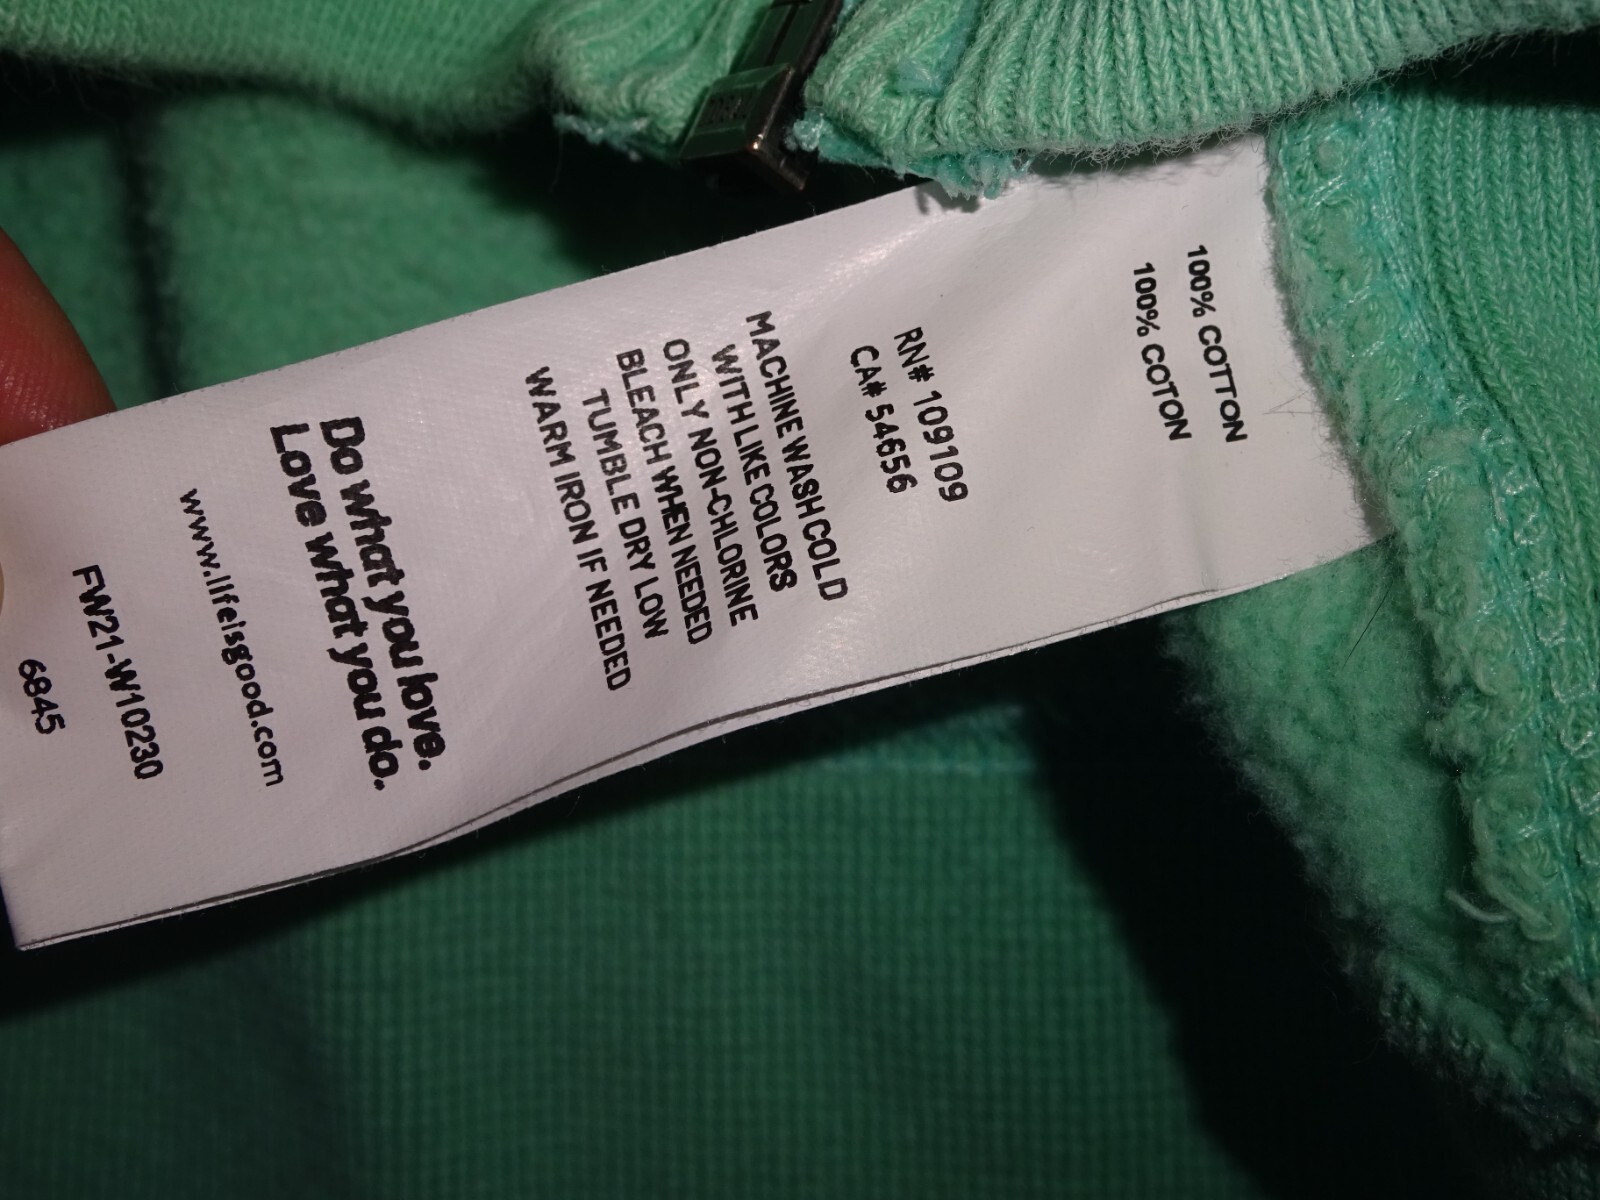 100% COTTON
100% COTON
RN# 109109
CA# 54656
MACHINE WASH COLD
WITH LIKE COLORS
ONLY NON-CHLORINE
BLEACH WHEN NEEDED
TUMBLE DRY LOW
WARM IRON IF NEEDED
Do what you love.
Love what you do.
www.lifeisgood.com
FW21-W10230
6845